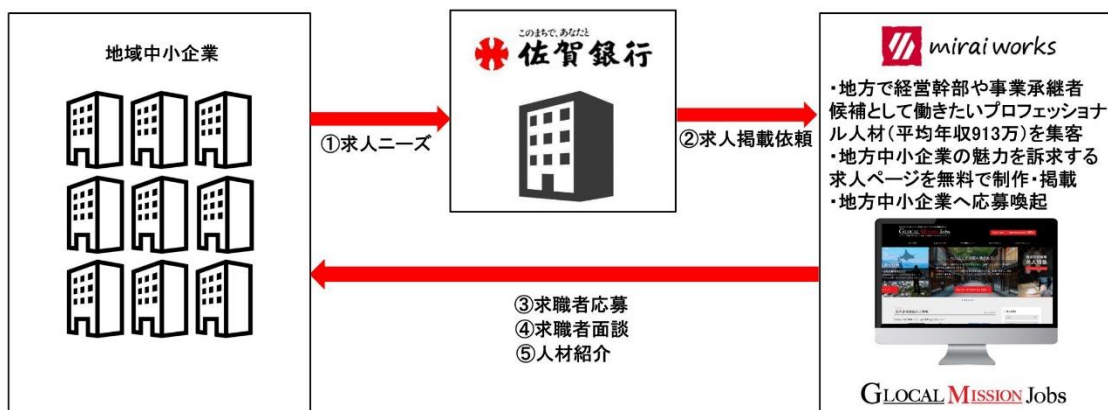 地域中小企業
①求人ニーズ
このまちで、あなたと
佐賀銀行
②求人掲載依頼
mirai works
・地方で経営幹部や事業承継者
候補として働きたいプロフェッショナ
ル人材(平均年収913万)を集客
・地方中小企業の魅力を訴求する
求人ページを無料で制作・掲載
・地方中小企業へ応募喚起
GLOCAL MISSION JOBS
③求職者応募
④求職者面談
⑤人材紹介
GLOCAL MISSION Jobs